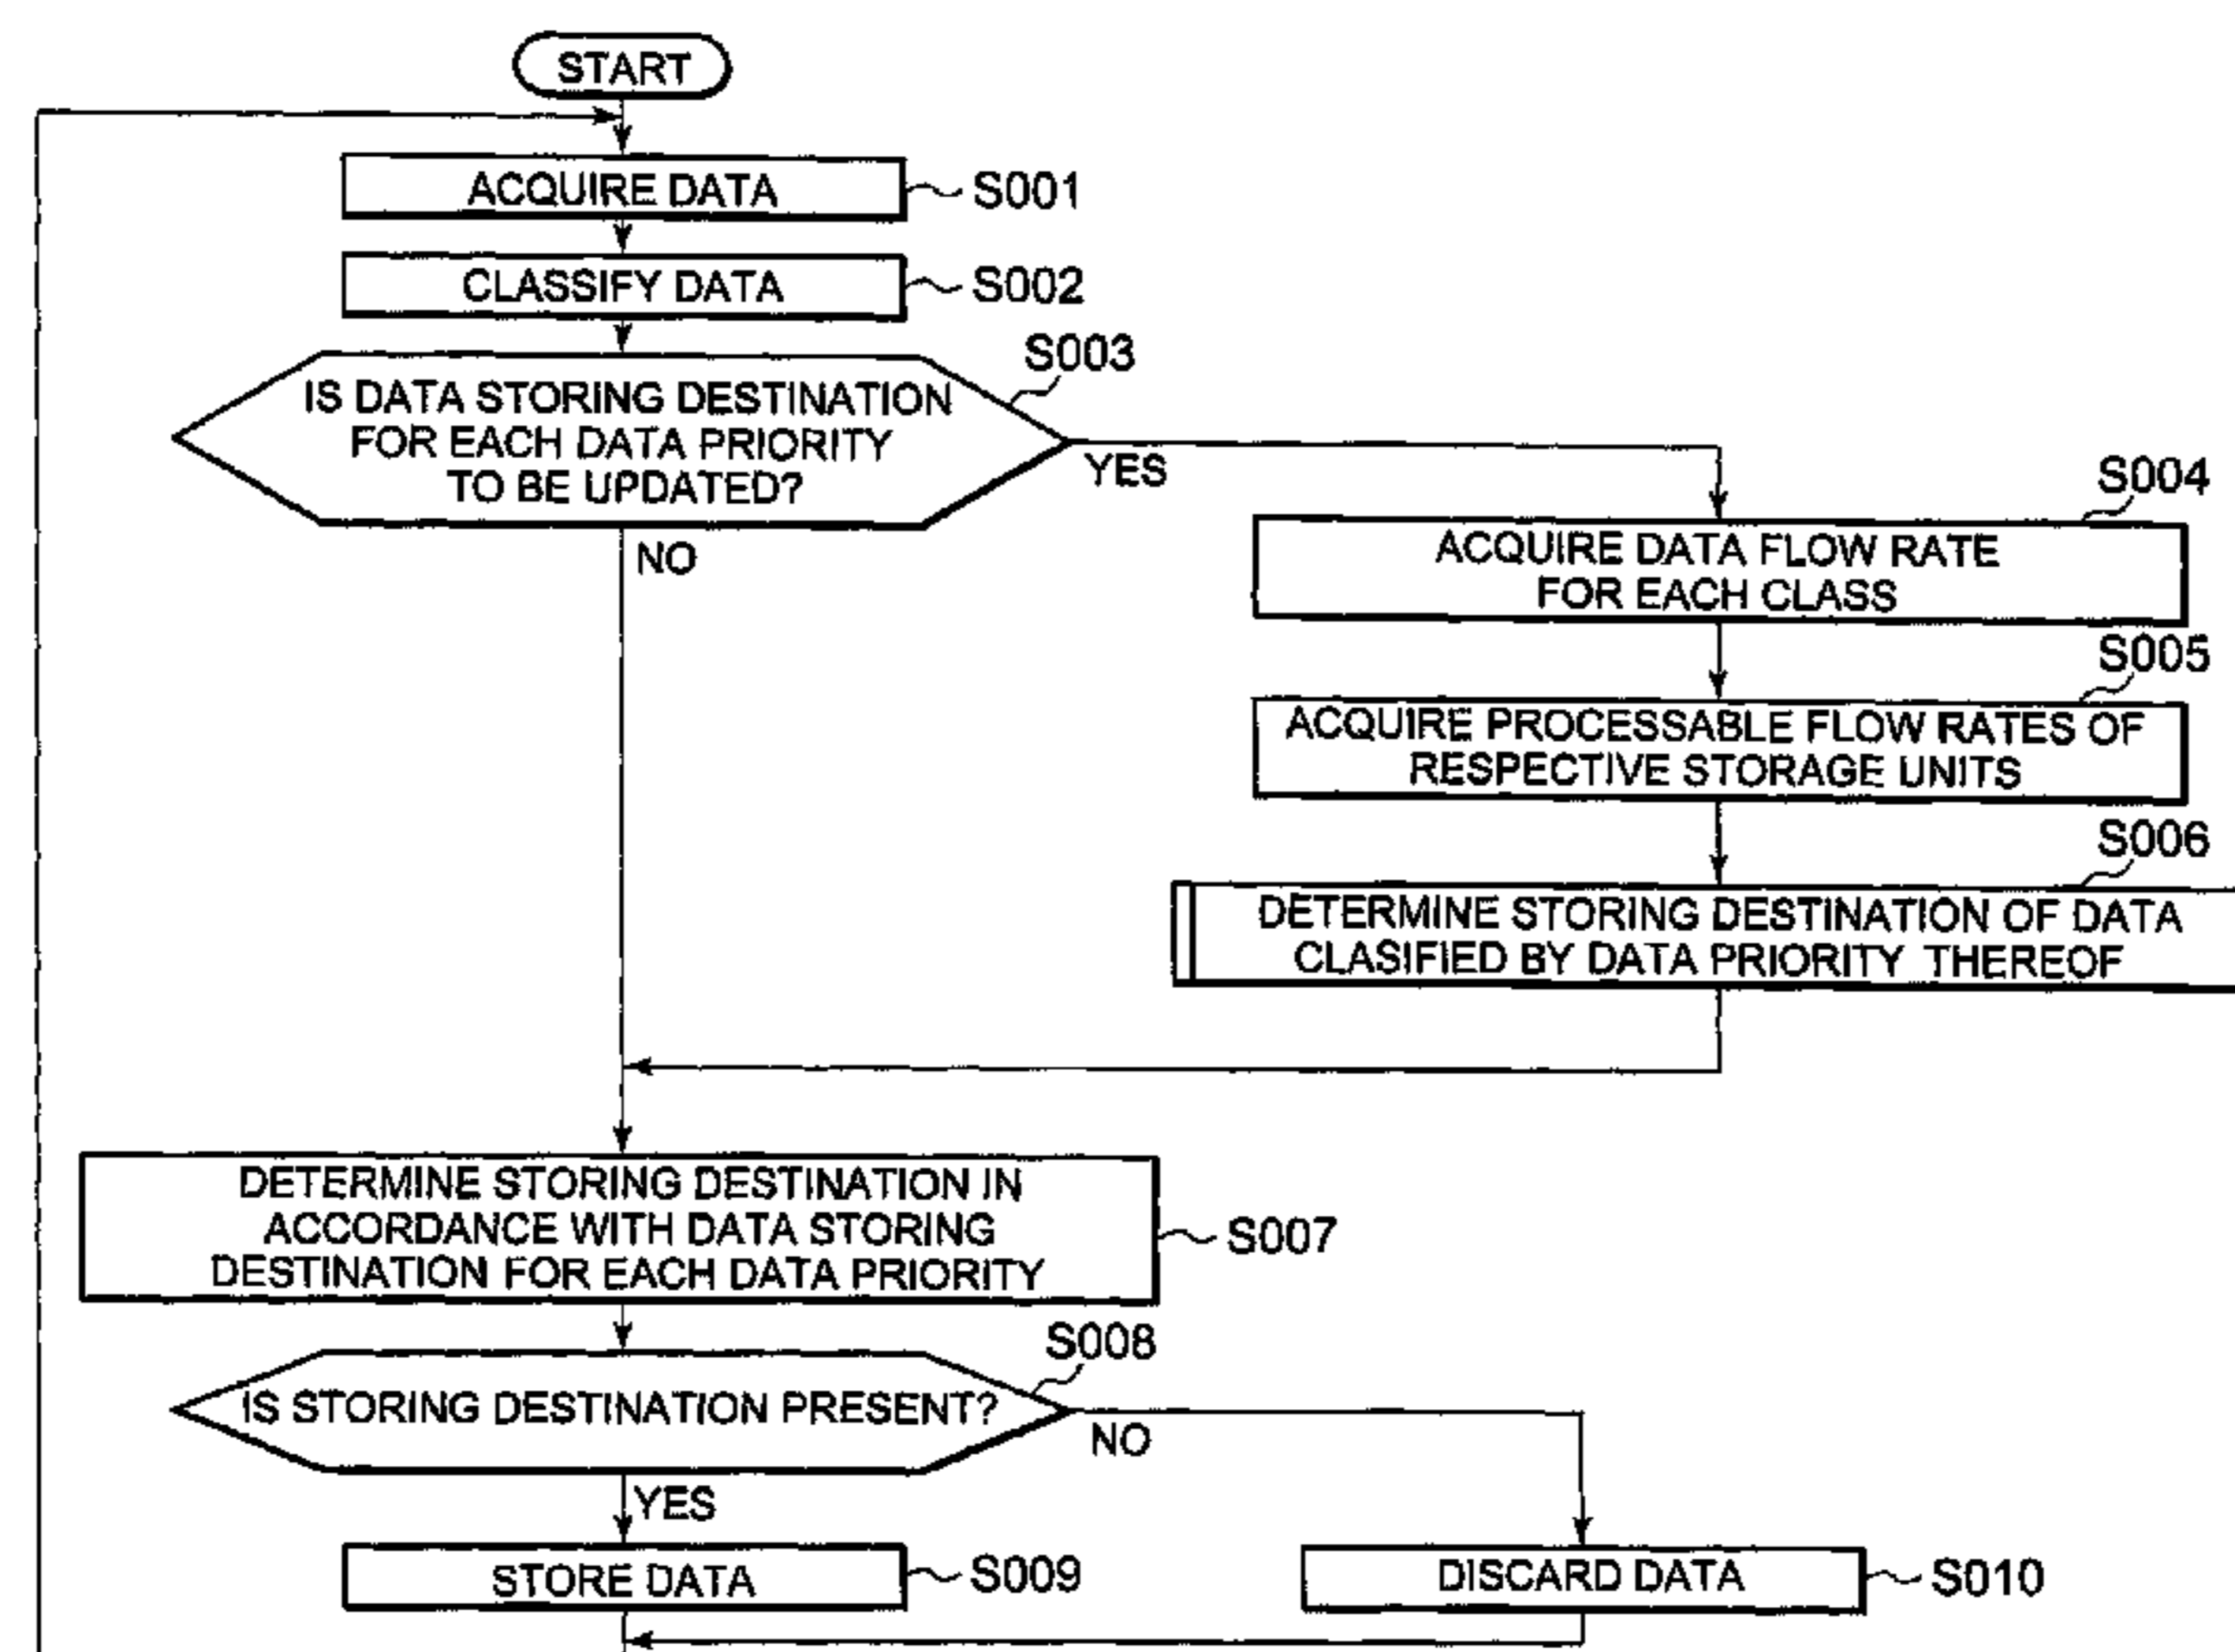 START
ACQUIRE DATA
S001
CLASSIFY DATA
S002
S003
IS DATA STORING DESTINATION
FOR EACH DATA PRIORITY
TO BE UPDATED?
YES
NO
S004
ACQUIRE DATA FLOW RATE
FOR EACH CLASS
S005
ACQUIRE PROCESSABLE FLOW RATES OF
RESPECTIVE STORAGE UNITS
S006
DETERMINE STORING DESTINATION OF DATA
CLASIFIED BY DATA PRIORITY THEREOF
DETERMINE STORING DESTINATION IN
ACCORDANCE WITH DATA STORING
DESTINATION FOR EACH DATA PRIORITY
S007
S008
IS STORING DESTINATION PRESENT?
NO
YES
STORE DATA
S009
DISCARD DATA
S010